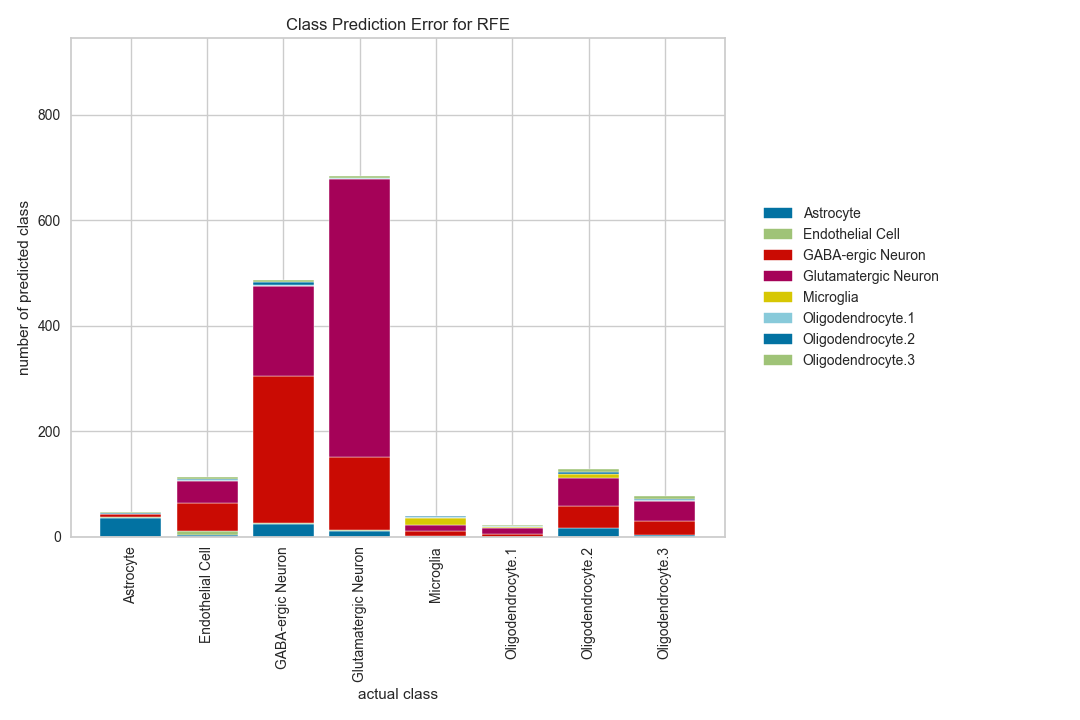 Class Prediction Error for RFE
number of predicted class
800
600
400
200
0
Astrocyte
Endothelial Cell
GABA-ergic Neuron
Glutamatergic Neuron
Microglia
Oligodendrocyte.1
Oligodendrocyte.2
Oligodendrocyte.3
actual class
Astrocyte
Endothelial Cell
GABA-ergic Neuron
Glutamatergic Neuron
Microglia
Oligodendrocyte.1
Oligodendrocyte.2
Oligodendrocyte.3